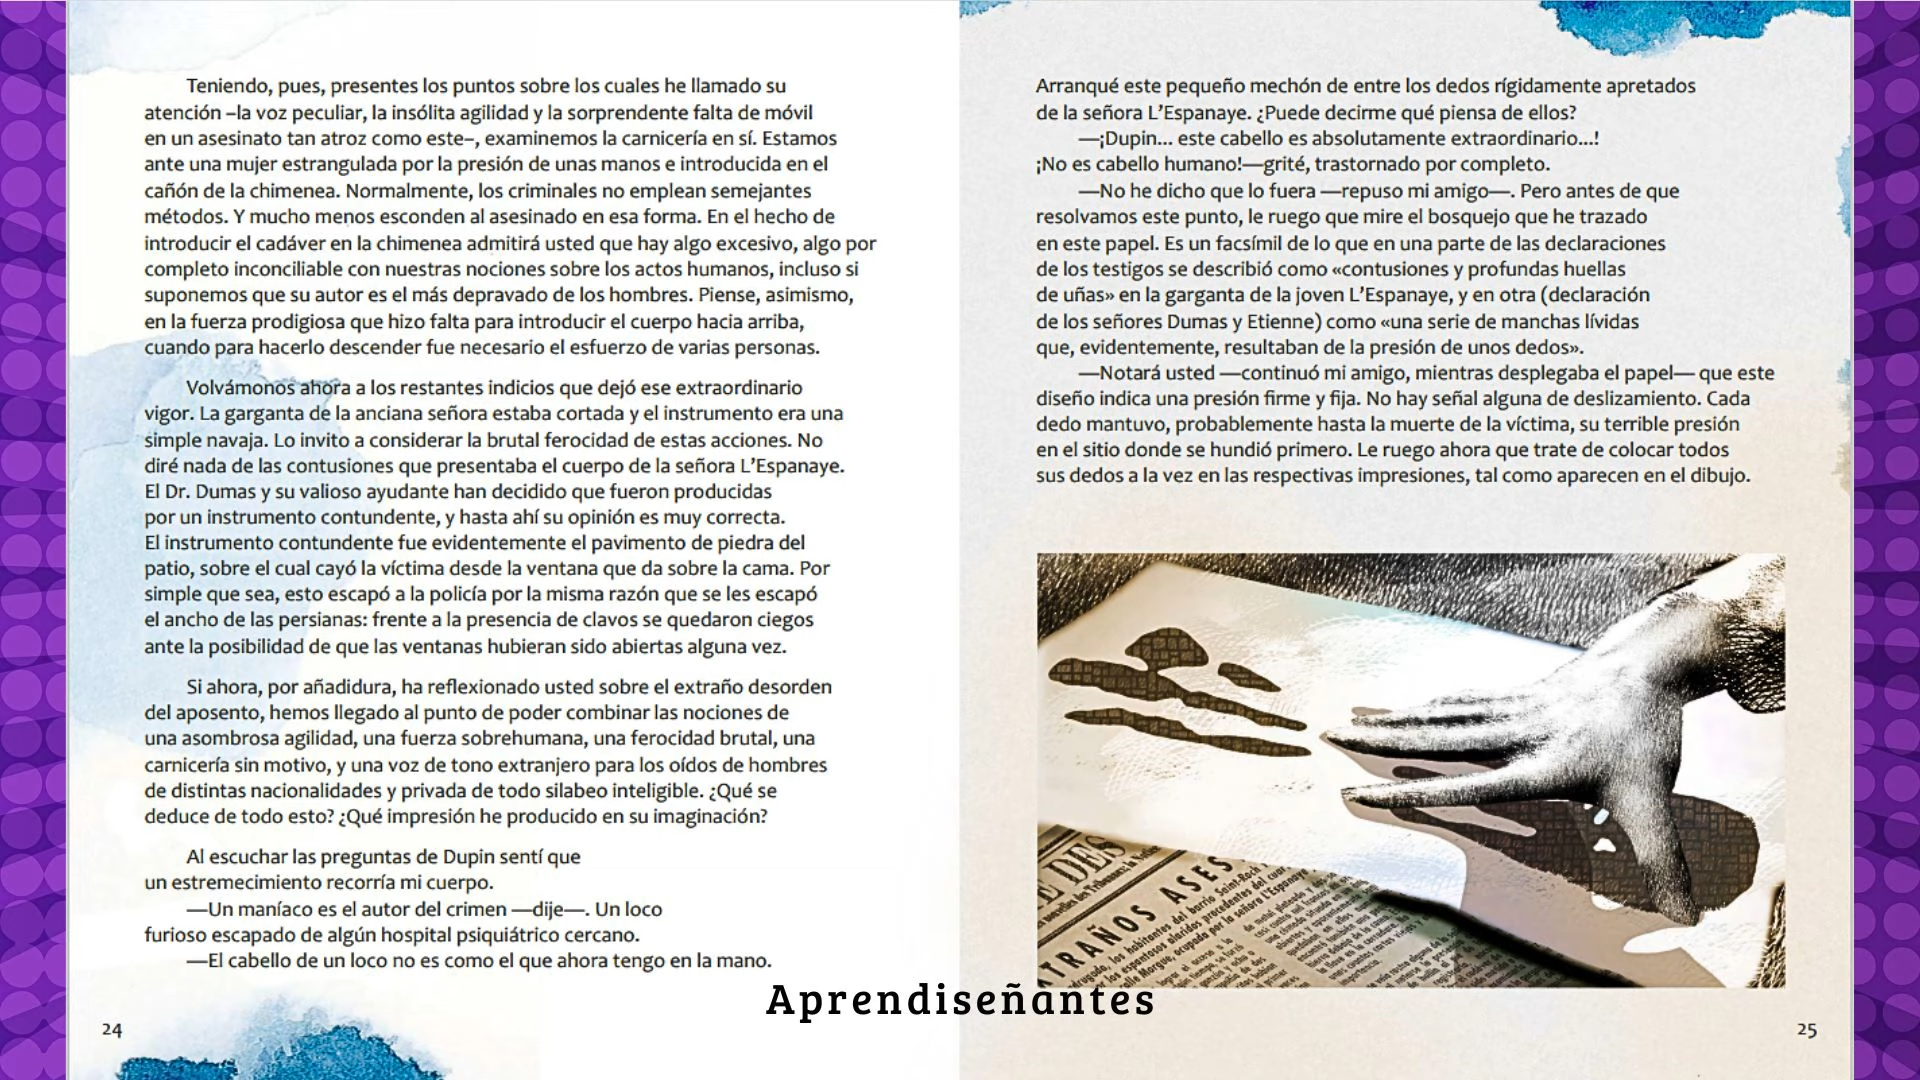 Teniendo, pues, presentes los puntos sobre los cuales he llamado su
atención –la voz peculiar, la insólita agilidad y la sorprendente falta de móvil
en un asesinato tan atroz como este–, examinemos la carnicería en sí. Estamos
ante una mujer estrangulada por la presión de unas manos e introducida en el
cañón de la chimenea. Normalmente, los criminales no emplean semejantes
métodos. Y mucho menos esconden al asesinado en esa forma. En el hecho de
introducir el cadáver en la chimenea admitirá usted que hay algo excesivo, algo por
completo inconciliable con nuestras nociones sobre los actos humanos, incluso si
suponemos que su autor es el más depravado de los hombres. Piense, asimismo,
en la fuerza prodigiosa que hizo falta para introducir el cuerpo hacia arriba,
cuando para hacerlo descender fue necesario el esfuerzo de varias personas.
Volvámonos ahora a los restantes indicios que dejó ese extraordinario
vigor. La garganta de la anciana señora estaba cortada y el instrumento era una
simple navaja. Lo invito a considerar la brutal ferocidad de estas acciones. No
diré nada de las contusiones que presentaba el cuerpo de la señora L’Espanaye.
El Dr. Dumas y su valioso ayudante han decidido que fueron producidas
por un instrumento contundente, y hasta ahí su opinión es muy correcta.
El instrumento contundente fue evidentemente el pavimento de piedra del
patio, sobre el cual cayó la víctima desde la ventana que da sobre la cama. Por
simple que sea, esto escapó a la policía por la misma razón que se les escapó
el ancho de las persianas: frente a la presencia de clavos se quedaron ciegos
ante la posibilidad de que las ventanas hubieran sido abiertas alguna vez.
Si ahora, por añadidura, ha reflexionado usted sobre el extraño desorden
del aposento, hemos llegado al punto de poder combinar las nociones de
una asombrosa agilidad, una fuerza sobrehumana, una ferocidad brutal, una
carnicería sin motivo, y una voz de tono extranjero para los oídos de hombres
de distintas nacionalidades y privada de todo silabeo inteligible. ¿Qué se
deduce de todo esto? ¿Qué impresión he producido en su imaginación?
Al escuchar las preguntas de Dupin sentí que
un estremecimiento recorría mi cuerpo.
—Un maníaco es el autor del crimen —dije—. Un loco
furioso escapado de algún hospital psiquiátrico cercano.
—El cabello de un loco no es como el que ahora tengo en la mano.
24
Arranqué este pequeño mechón de entre los dedos rígidamente apretados
de la señora L’Espanaye. ¿Puede decirme qué piensa de ellos?
—¡Dupin... este cabello es absolutamente extraordinario...!
¡No es cabello humano!—grité, trastornado por completo.
—No he dicho que lo fuera —repuso mi amigo—. Pero antes de que
resolvamos este punto, le ruego que mire el bosquejo que he trazado
en este papel. Es un facsímil de lo que en una parte de las declaraciones
de los testigos se describió como «contusiones y profundas huellas
de uñas» en la garganta de la joven L’Espanaye, y en otra (declaración
de los señores Dumas y Etienne) como «una serie de manchas lívidas
que, evidentemente, resultaban de la presión de unos dedos».
—Notará usted —continuó mi amigo, mientras desplegaba el papel— que este
diseño indica una presión firme y fija. No hay señal alguna de deslizamiento. Cada
dedo mantuvo, probablemente hasta la muerte de la víctima, su terrible presión
en el sitio donde se hundió primero. Le ruego ahora que trate de colocar todos
sus dedos a la vez en las respectivas impresiones, tal como aparecen en el dibujo.
E DES
TRAÑOS ASES
los habitantes del barrio Saint-Roch
los espantosos alaridos procedentes del cuar
calle Morgue, ocupada por la señora L'Espanaye
Aprendiseñantes
25